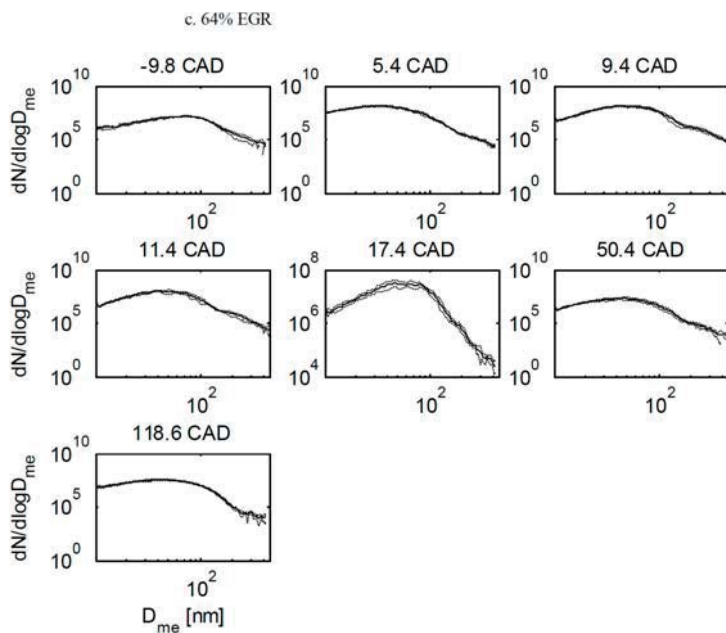 c. 64% EGR
-9.8 CAD
5.4 CAD
9.4 CAD
dN/dlogD_me
10^10
10^5
10^0
10^2
10^10
10^5
10^0
10^2
10^10
10^5
10^0
10^2
11.4 CAD
17.4 CAD
50.4 CAD
dN/dlogD_me
10^10
10^5
10^0
10^2
10^8
10^6
10^4
10^2
10^10
10^5
10^0
10^2
118.6 CAD
dN/dlogD_me
10^10
10^5
10^0
10^2
D_me [nm]